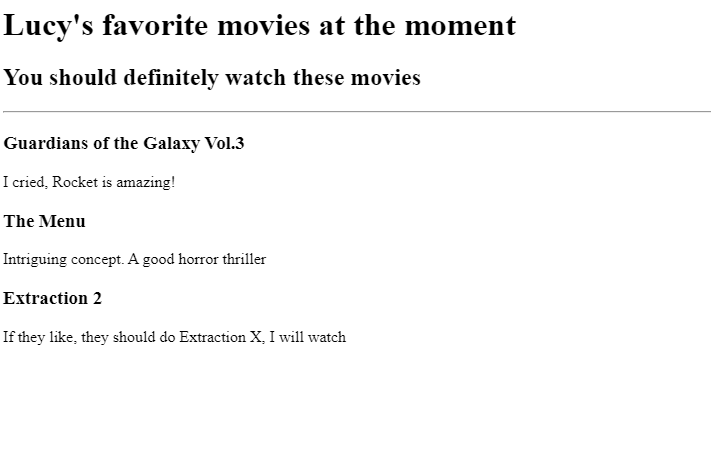 Lucy's favorite movies at the moment
You should definitely watch these movies
Guardians of the Galaxy Vol.3
I cried, Rocket is amazing!
The Menu
Intriguing concept. A good horror thriller
Extraction 2
If they like, they should do Extraction X, I will watch